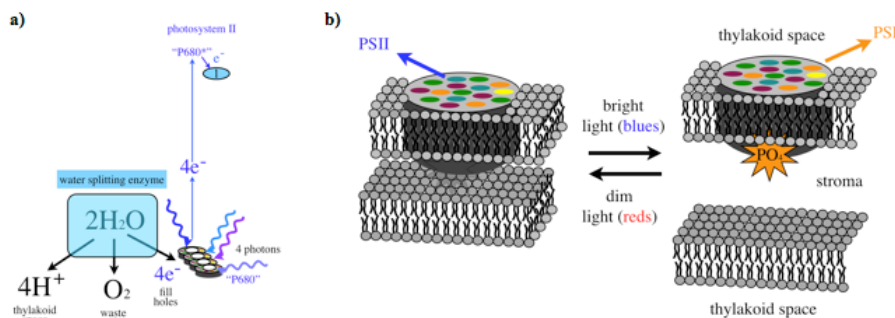 a)
photosystem II
"P680*"
e-
4e-
water splitting enzyme
2H2O
4 photons
4H+
O2
4e-
"P680"
thylakoid
waste
fill
holes
b)
PSII
thylakoid space
bright
light (blues)
dim
light (reds)
PO4
stroma
thylakoid space